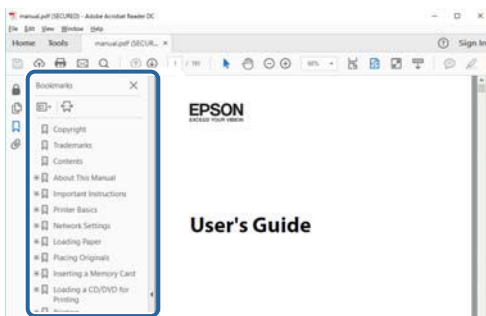 manual.pdf (SECURED) - Adobe Acrobat Reader DC
File Edit View Window Help
Home Tools manual.pdf (SECUR... × Sign In
1 / 191
Bookmarks
Copyright
Trademarks
Contents
About This Manual
Important Instructions
Printer Basics
Network Settings
Loading Paper
Placing Originals
Inserting a Memory Card
Loading a CD/DVD for
Printing
EPSON
EXCEED YOUR VISION
User's Guide